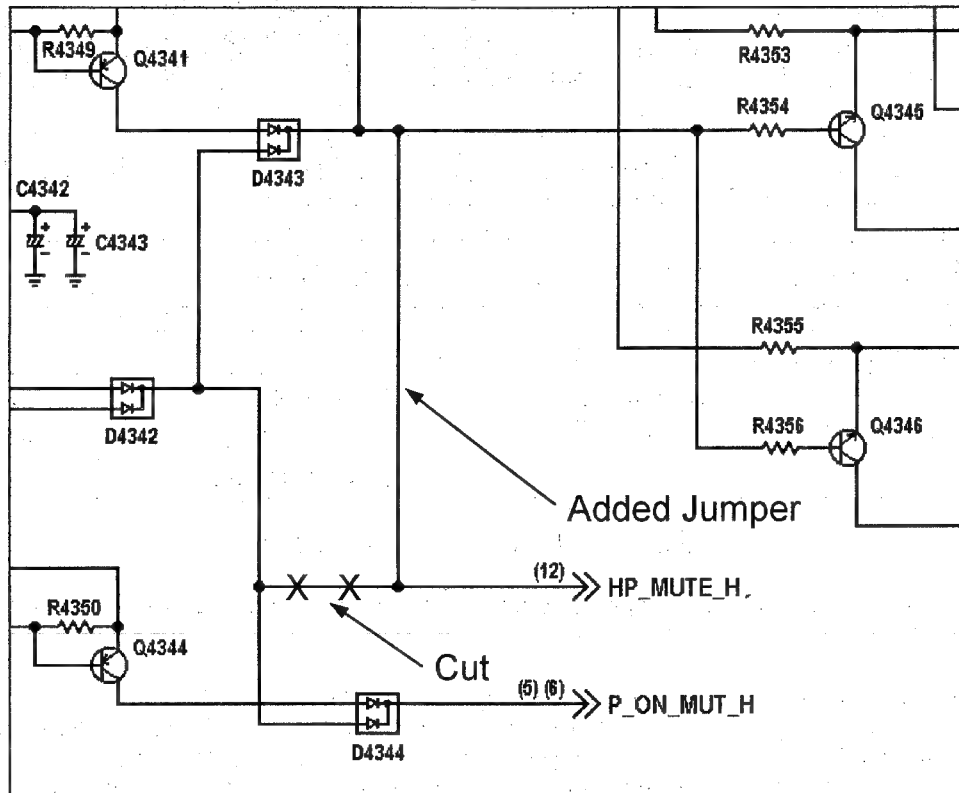 R4349
Q4341
R4353
R4354
Q4345
D4343
C4342
+
-
+
-
C4343
R4355
D4342
R4356
Q4346
Added Jumper
(12)
HP_MUTE_H
R4350
X X
Q4344
Cut
(5) (6)
P_ON_MUT_H
D4344